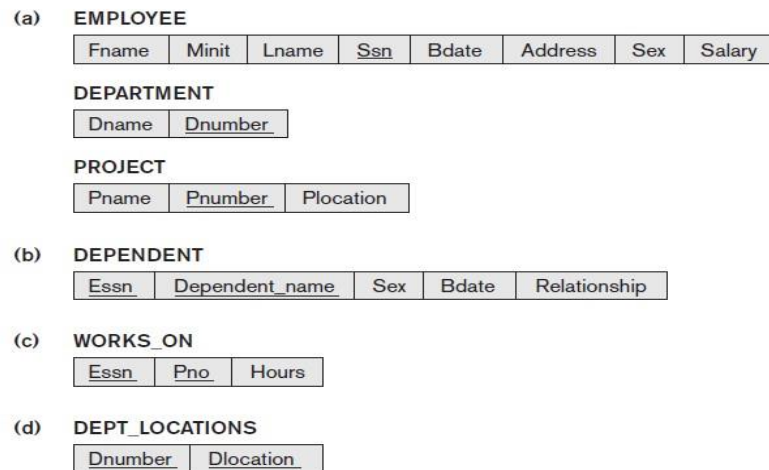 (a) EMPLOYEE
Fname Minit Lname Ssn Bdate Address Sex Salary
DEPARTMENT
Dname Dnumber
PROJECT
Pname Pnumber Plocation
(b) DEPENDENT
Essn Dependent_name Sex Bdate Relationship
(c) WORKS_ON
Essn Pno Hours
(d) DEPT_LOCATIONS
Dnumber Dlocation